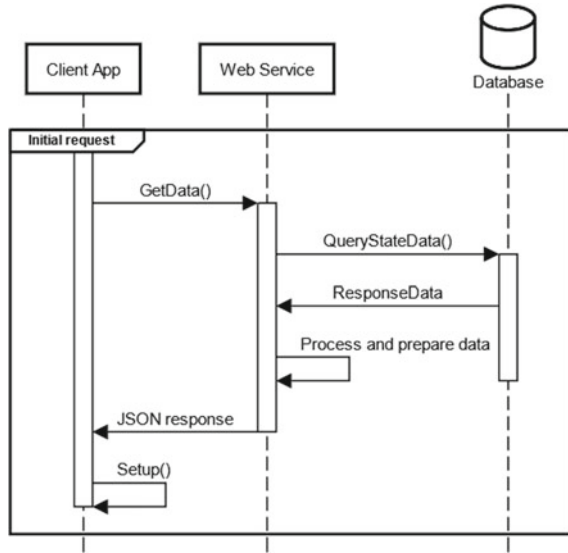 Client App
Web Service
Database
Initial request
GetData()
QueryStateData()
ResponseData
Process and prepare data
JSON response
Setup()